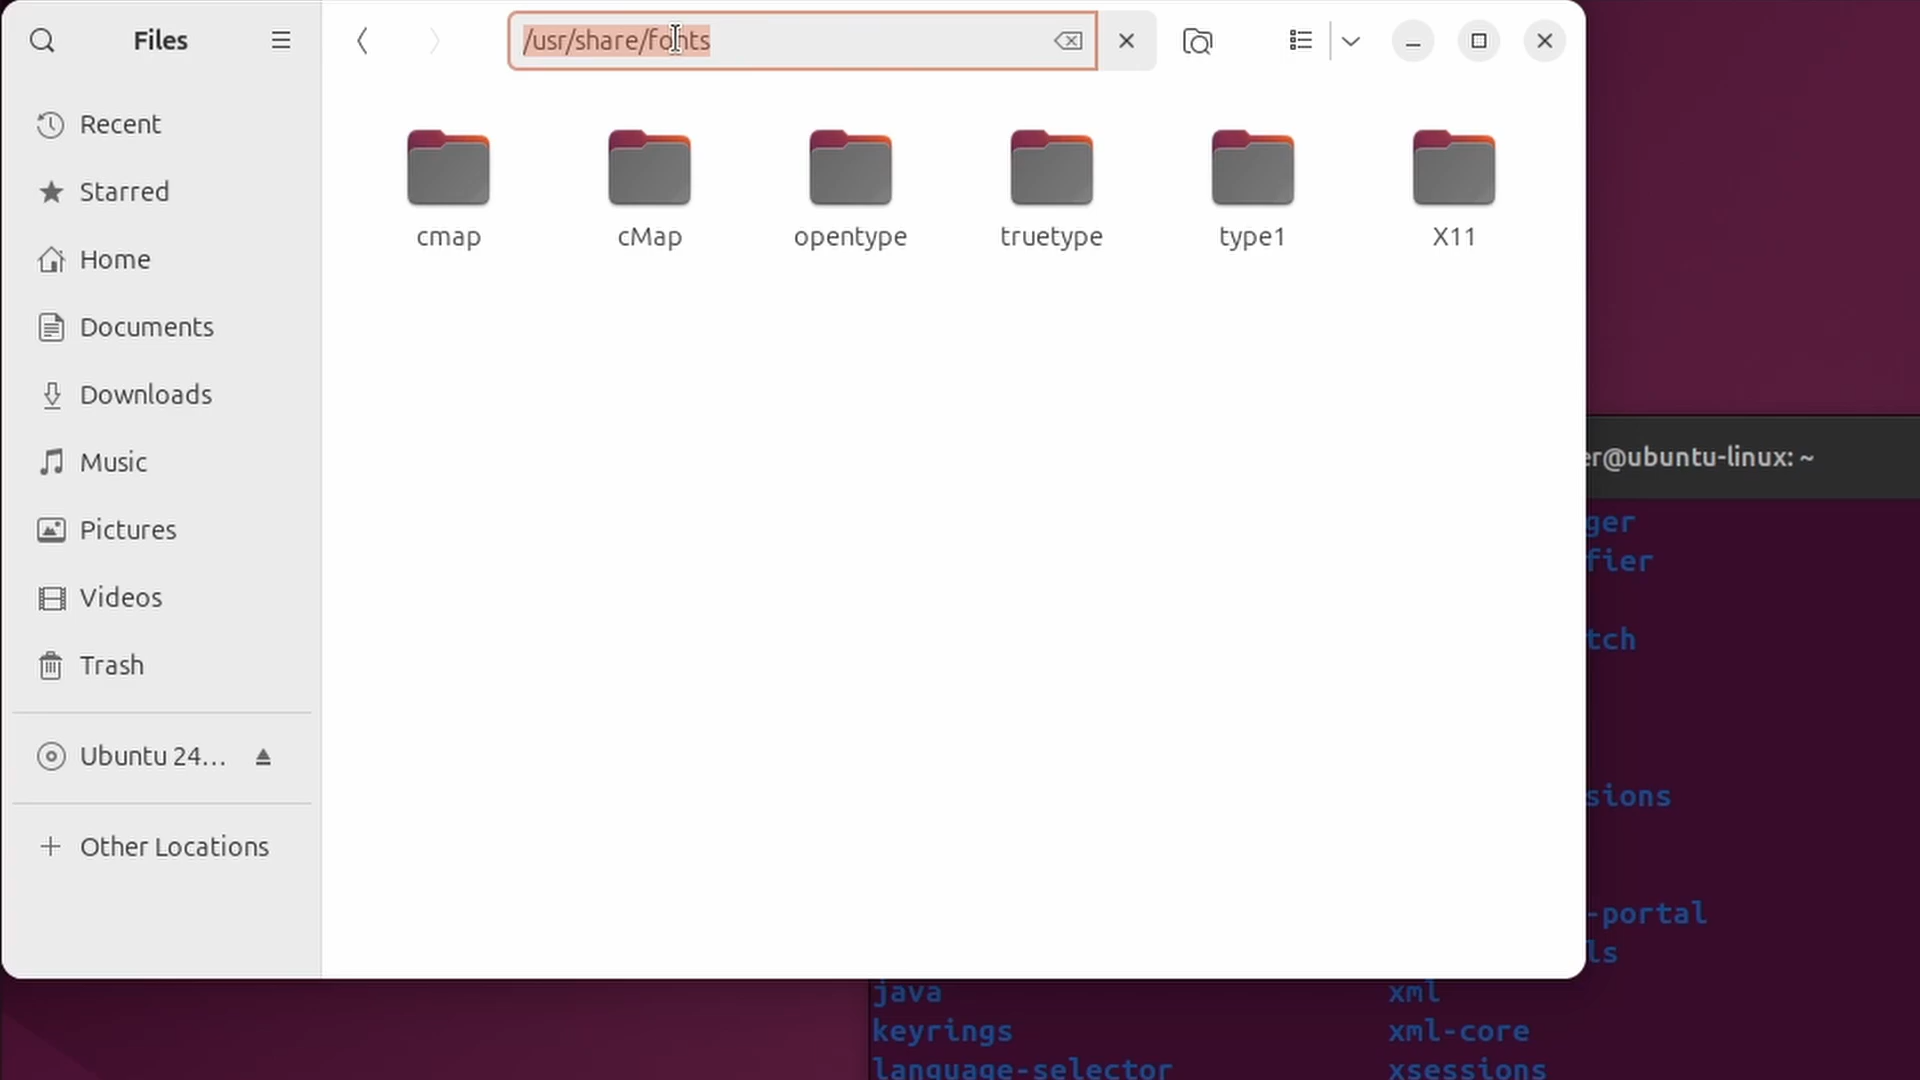 Files
/usr/share/fonts
Recent
Starred
Home
Documents
Downloads
Music
Pictures
Videos
Trash
Ubuntu 24...
Other Locations
cmap
cMap
opentype
truetype
type1
X11
er@ubuntu-linux: ~
ger
fier
tch
sions
-portal
ls
java xml
keyrings xml-core
language-selector xsessions